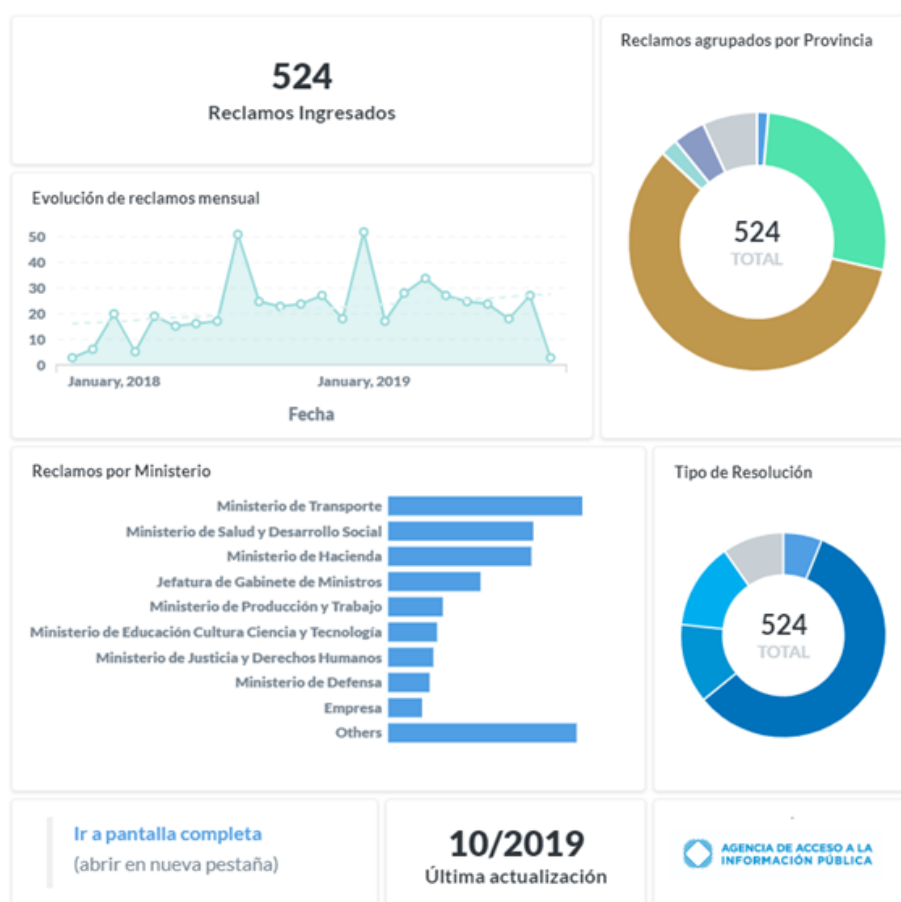 524
Reclamos Ingresados
Reclamos agrupados por Provincia
524
TOTAL
Evolución de reclamos mensual
50
40
30
20
10
0
January, 2018
January, 2019
Fecha
Reclamos por Ministerio
Ministerio de Transporte
Ministerio de Salud y Desarrollo Social
Ministerio de Hacienda
Jefatura de Gabinete de Ministros
Ministerio de Producción y Trabajo
Ministerio de Educación Cultura Ciencia y Tecnología
Ministerio de Justicia y Derechos Humanos
Ministerio de Defensa
Empresa
Others
Tipo de Resolución
524
TOTAL
Ir a pantalla completa
(abrir en nueva pestaña)
10/2019
Última actualización
AGENCIA DE ACCESO A LA
INFORMACIÓN PÚBLICA